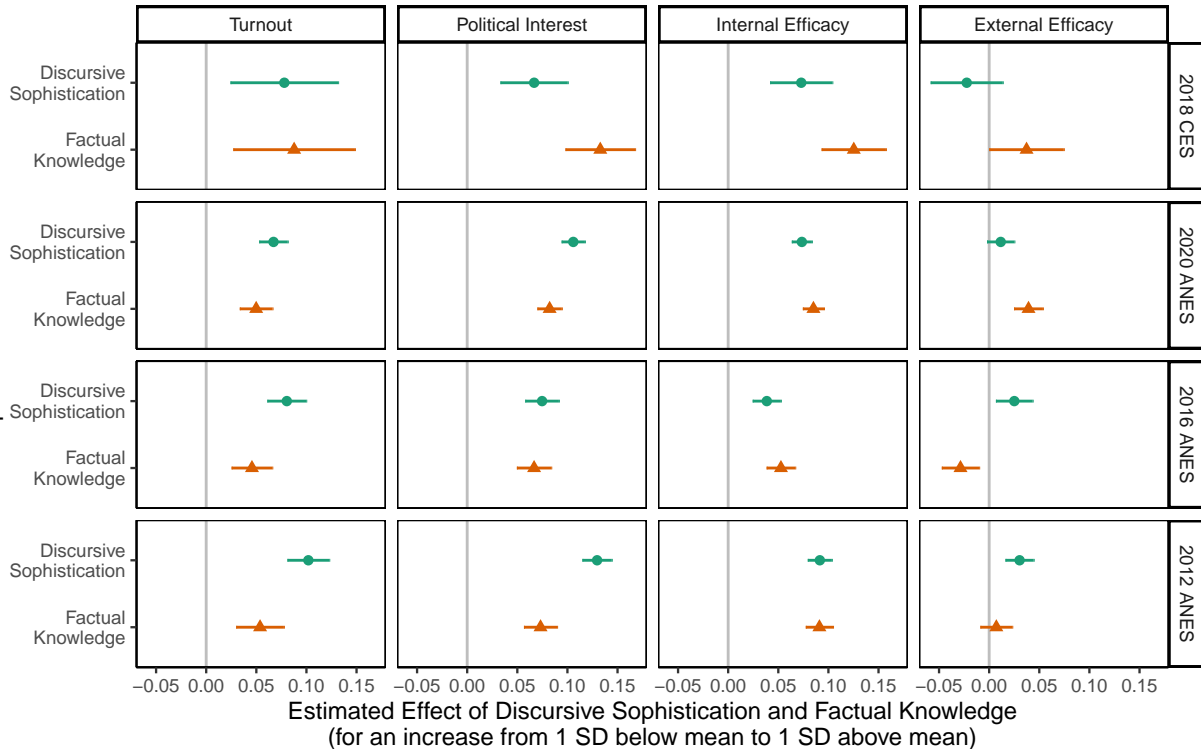 Turnout
Political Interest
Internal Efficacy
External Efficacy
Discursive
Sophistication
Factual
Knowledge
2018 CES
Discursive
Sophistication
Factual
Knowledge
2020 ANES
Discursive
Sophistication
Factual
Knowledge
2016 ANES
Discursive
Sophistication
Factual
Knowledge
2012 ANES
−0.05 0.00 0.05 0.10 0.15
−0.05 0.00 0.05 0.10 0.15
−0.05 0.00 0.05 0.10 0.15
−0.05 0.00 0.05 0.10 0.15
Estimated Effect of Discursive Sophistication and Factual Knowledge
(for an increase from 1 SD below mean to 1 SD above mean)